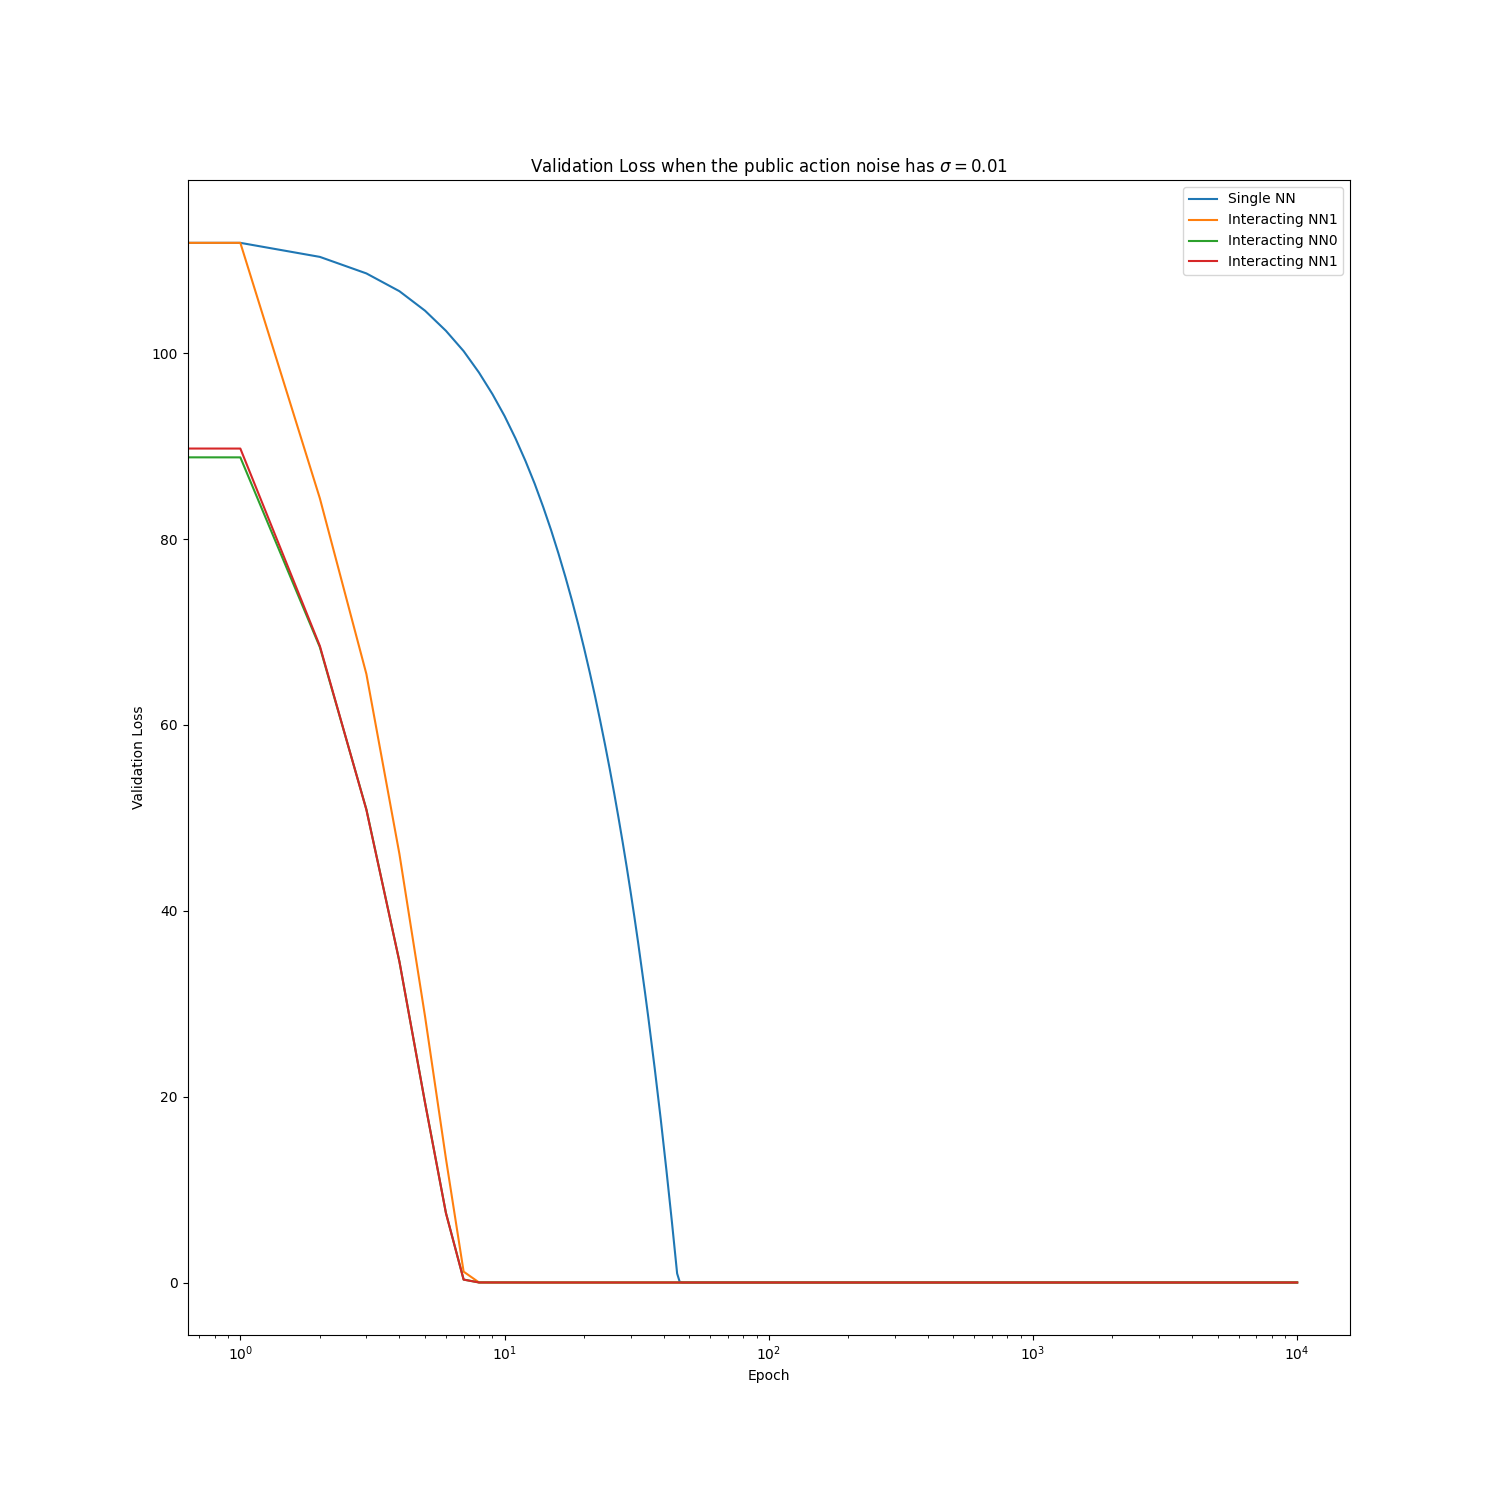 Validation Loss when the public action noise has σ = 0.01
Single NN
Interacting NN1
Interacting NN0
Interacting NN1
100
80
60
40
20
0
Validation Loss
10⁰ 10¹ 10² 10³ 10⁴
Epoch